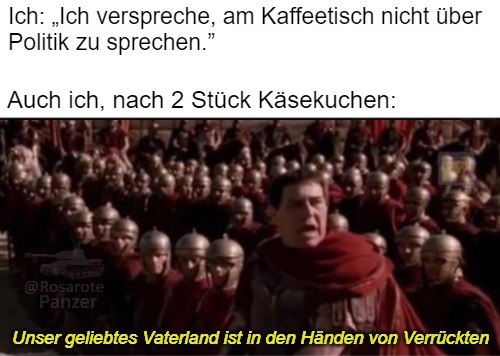 Ich: „Ich verspreche, am Kaffeetisch nicht über
Politik zu sprechen.”
Auch ich, nach 2 Stück Käsekuchen:
@Rosarote
Panzer
Unser geliebtes Vaterland ist in den Händen von Verrückten